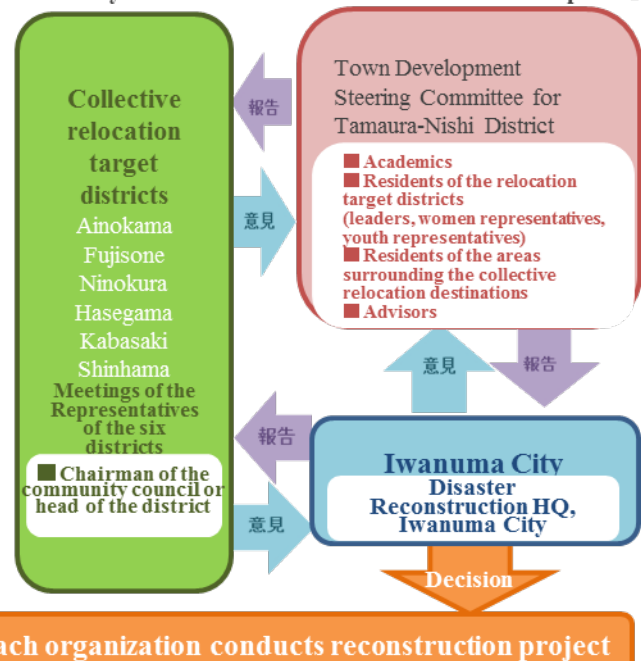 Collective
relocation
target
districts
Ainokama
Fujisone
Ninokura
Hasegama
Kabasaki
Shinhama
Meetings of the
Representatives
of the six
districts
■ Chairman of the
community council or
head of the district
報告
意見
報告
意見
Town Development
Steering Committee for
Tamaura-Nishi District
■ Academics
■ Residents of the relocation
target districts
(leaders, women representatives,
youth representatives)
■ Residents of the areas
surrounding the collective
relocation destinations
■ Advisors
意見
報告
Iwanuma City
Disaster
Reconstruction HQ,
Iwanuma City
Decision
ach organization conducts reconstruction project